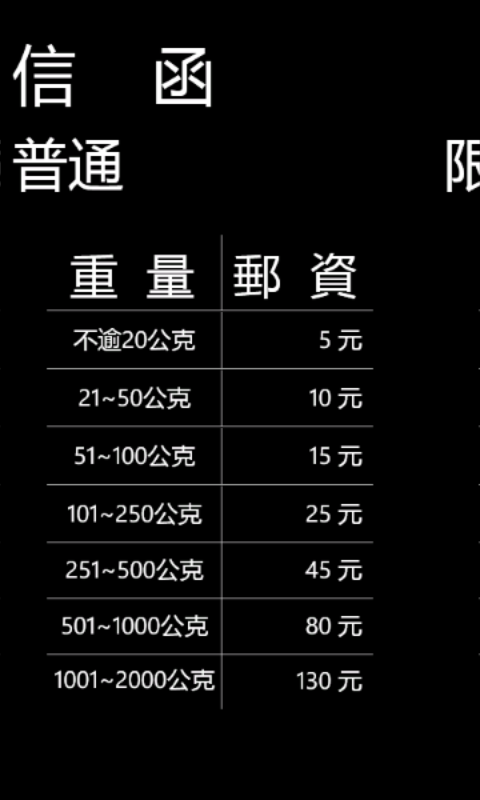 信 函
普通
限
重 量 郵 資
不逾20公克 5 元
21~50公克 10 元
51~100公克 15 元
101~250公克 25 元
251~500公克 45 元
501~1000公克 80 元
1001~2000公克 130 元